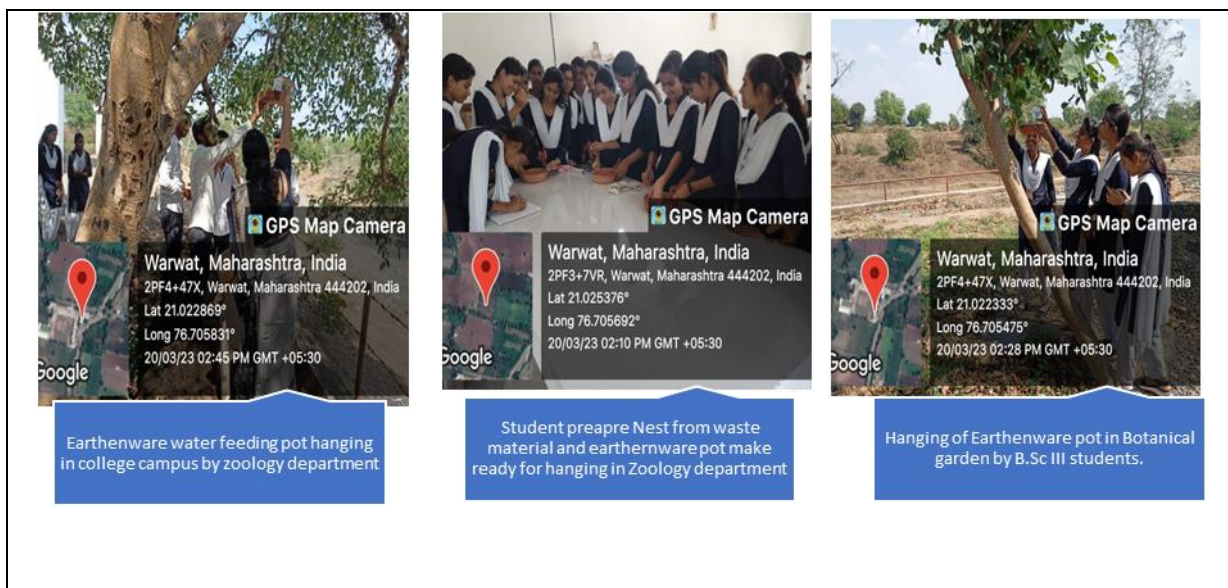 GPS Map Camera
Warwat, Maharashtra, India
2PF4+47X, Warwat, Maharashtra 444202, India
Lat 21.022869°
Long 76.705831°
20/03/23 02:45 PM GMT +05:30
Google
Earthenware water feeding pot hanging
in college campus by zoology department
GPS Map Camera
Warwat, Maharashtra, India
2PF3+7VR, Warwat, Maharashtra 444202, India
Lat 21.025376°
Long 76.705692°
20/03/23 02:10 PM GMT +05:30
Google
Student preapre Nest from waste
material and earthernware pot make
ready for hanging in Zoology department
GPS Map Camera
Warwat, Maharashtra, India
2PF4+47X, Warwat, Maharashtra 444202, India
Lat 21.022333°
Long 76.705475°
20/03/23 02:28 PM GMT +05:30
Google
Hanging of Earthenware pot in Botanical
garden by B.Sc III students.